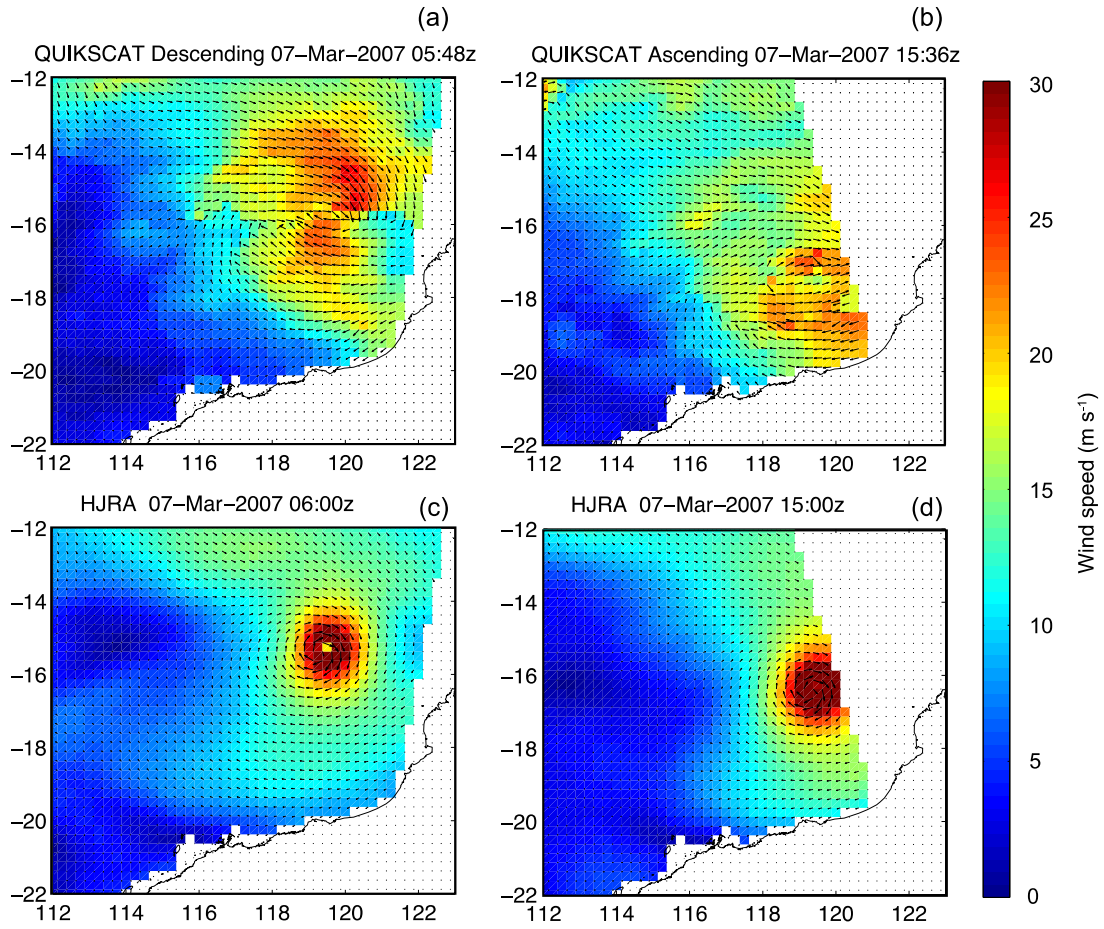 (a)
(b)
QUIKSCAT Descending 07–Mar–2007 05:48z
QUIKSCAT Ascending 07–Mar–2007 15:36z
−12
−14
−16
−18
−20
−22
112 114 116 118 120 122
−12
−14
−16
−18
−20
−22
112 114 116 118 120 122
HJRA 07–Mar–2007 06:00z
(c)
HJRA 07–Mar–2007 15:00z
(d)
−12
−14
−16
−18
−20
−22
112 114 116 118 120 122
−12
−14
−16
−18
−20
−22
112 114 116 118 120 122
30
25
20
15
10
5
0
Wind speed (m s⁻¹)